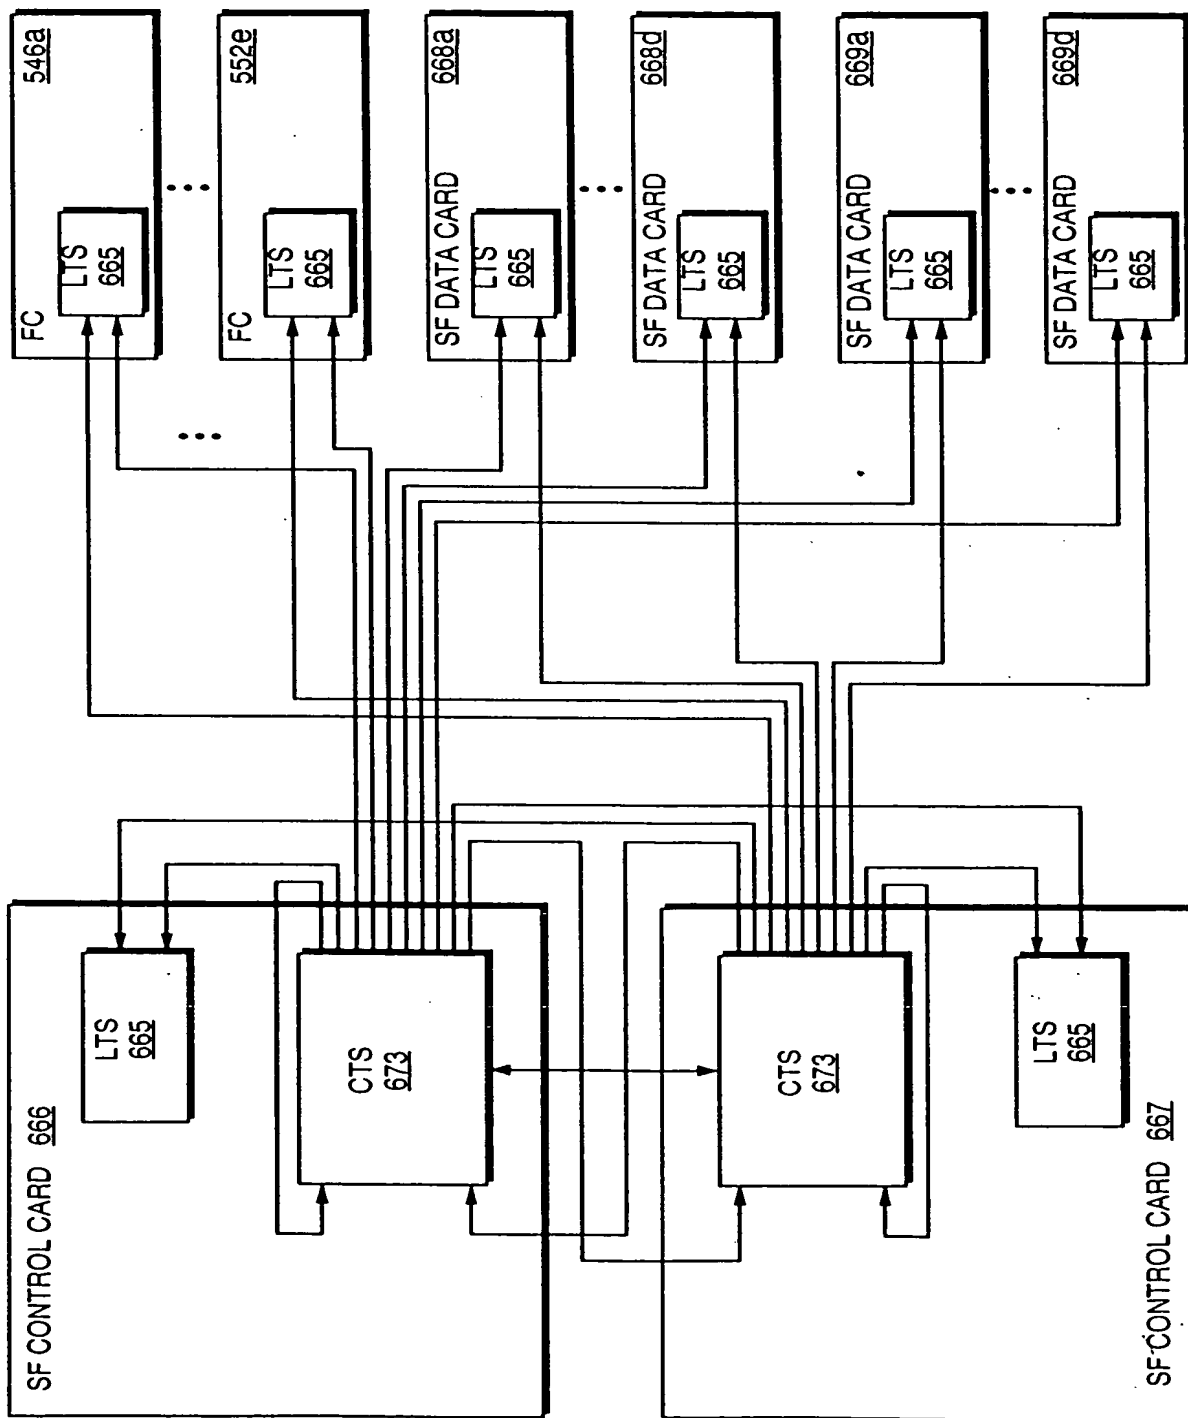 SF CONTROL CARD 666
LTS
665
CTS
673
SF CONTROL CARD 667
CTS
673
LTS
665
FC
546a
LTS
665
FC
552e
LTS
665
SF DATA CARD
668a
LTS
665
SF DATA CARD
668d
LTS
665
SF DATA CARD
669a
LTS
665
SF DATA CARD
669d
LTS
665